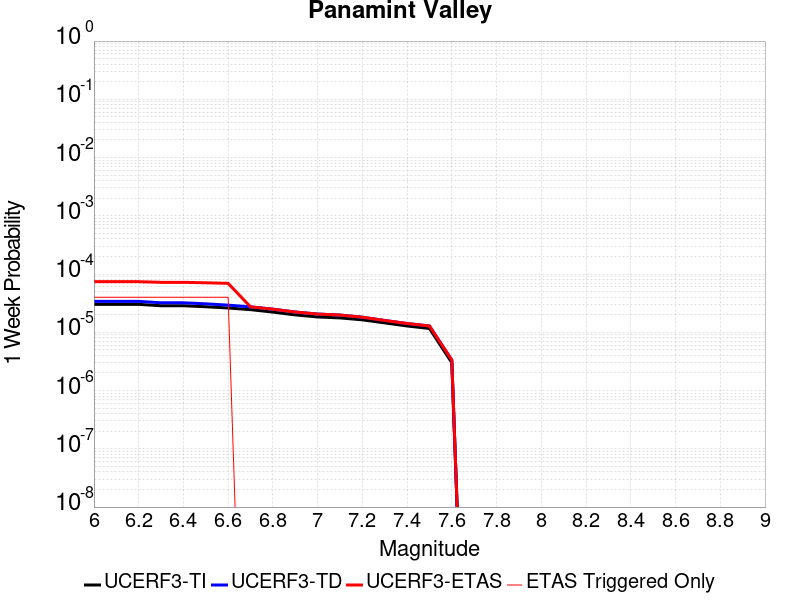 Panamint Valley
10^0
10^-1
10^-2
10^-3
10^-4
10^-5
10^-6
10^-7
10^-8
1 Week Probability
6 6.2 6.4 6.6 6.8 7 7.2 7.4 7.6 7.8 8 8.2 8.4 8.6 8.8 9
Magnitude
UCERF3-TI UCERF3-TD UCERF3-ETAS ETAS Triggered Only